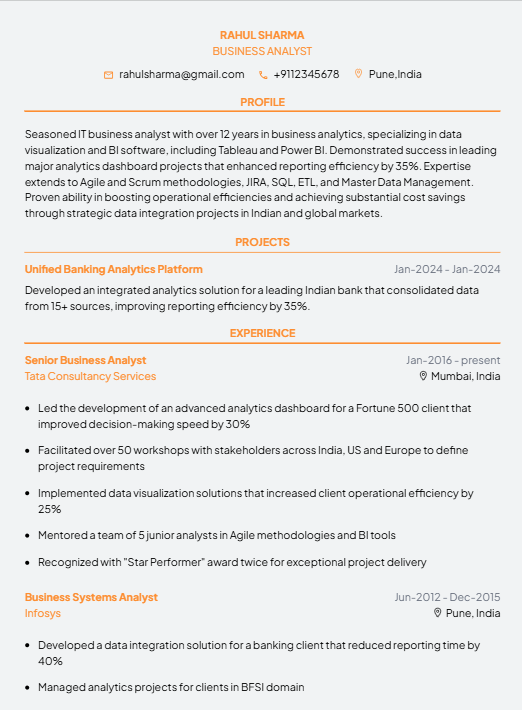 RAHUL SHARMA
BUSINESS ANALYST
rahulsharma@gmail.com +9112345678 Pune,India
PROFILE
Seasoned IT business analyst with over 12 years in business analytics, specializing in data
visualization and BI software, including Tableau and Power BI. Demonstrated success in leading
major analytics dashboard projects that enhanced reporting efficiency by 35%. Expertise
extends to Agile and Scrum methodologies, JIRA, SQL, ETL, and Master Data Management.
Proven ability in boosting operational efficiencies and achieving substantial cost savings
through strategic data integration projects in Indian and global markets.
PROJECTS
Unified Banking Analytics Platform Jan-2024 - Jan-2024
Developed an integrated analytics solution for a leading Indian bank that consolidated data
from 15+ sources, improving reporting efficiency by 35%.
EXPERIENCE
Senior Business Analyst Jan-2016 - present
Tata Consultancy Services Mumbai, India
• Led the development of an advanced analytics dashboard for a Fortune 500 client that
improved decision-making speed by 30%
• Facilitated over 50 workshops with stakeholders across India, US and Europe to define
project requirements
• Implemented data visualization solutions that increased client operational efficiency by
25%
• Mentored a team of 5 junior analysts in Agile methodologies and BI tools
• Recognized with "Star Performer" award twice for exceptional project delivery
Business Systems Analyst Jun-2012 - Dec-2015
Infosys Pune, India
• Developed a data integration solution for a banking client that reduced reporting time by
40%
• Managed analytics projects for clients in BFSI domain